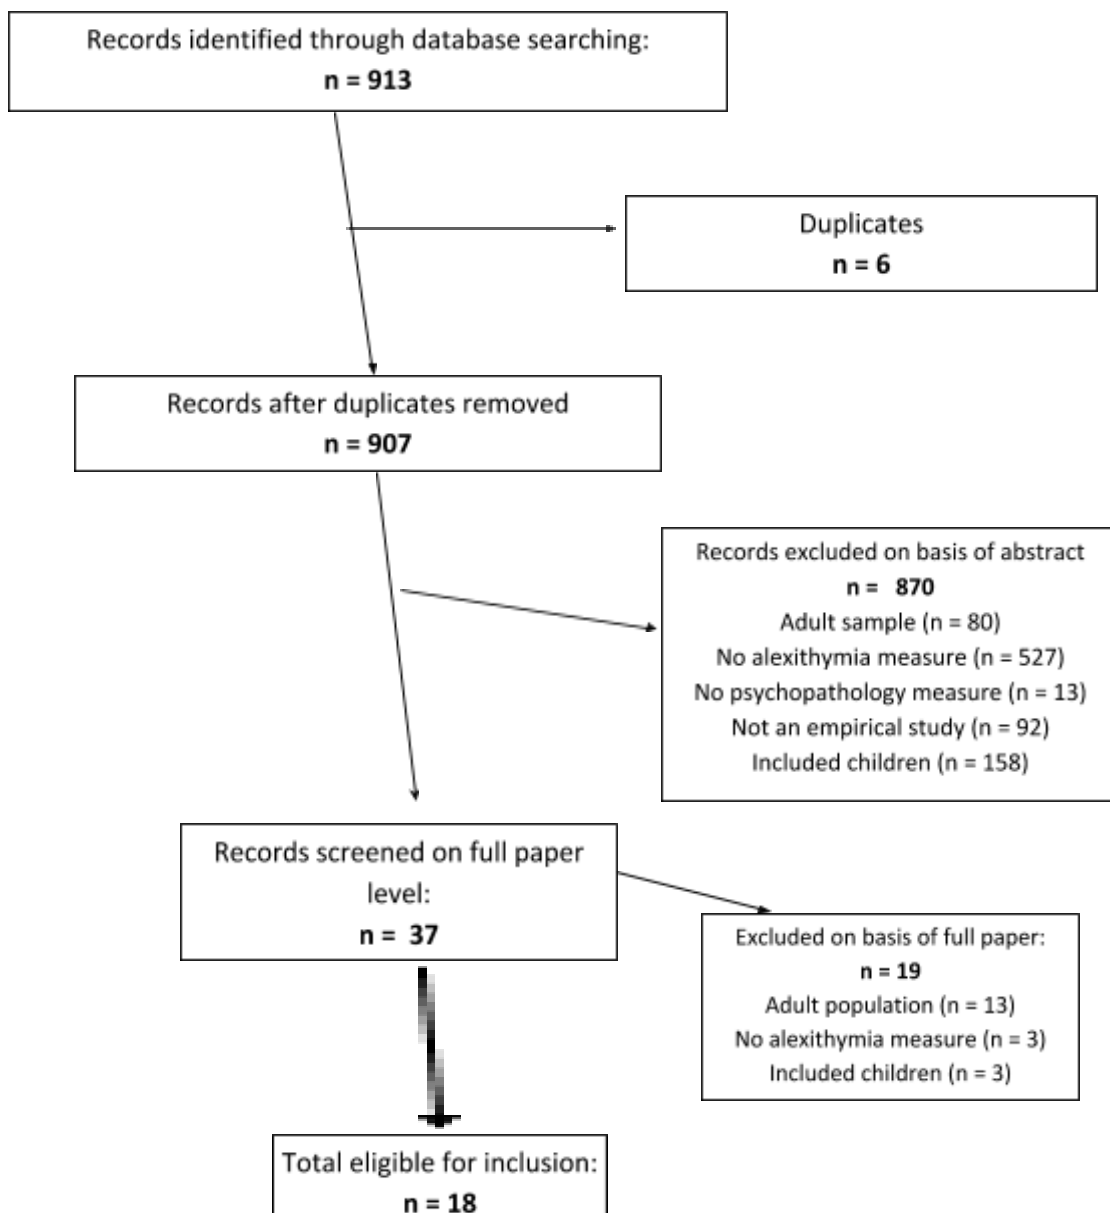 Records identified through database searching:
n = 913
Duplicates
n = 6
Records after duplicates removed
n = 907
Records excluded on basis of abstract
n = 870
Adult sample (n = 80)
No alexithymia measure (n = 527)
No psychopathology measure (n = 13)
Not an empirical study (n = 92)
Included children (n = 158)
Records screened on full paper
level:
n = 37
Excluded on basis of full paper:
n = 19
Adult population (n = 13)
No alexithymia measure (n = 3)
Included children (n = 3)
Total eligible for inclusion:
n = 18